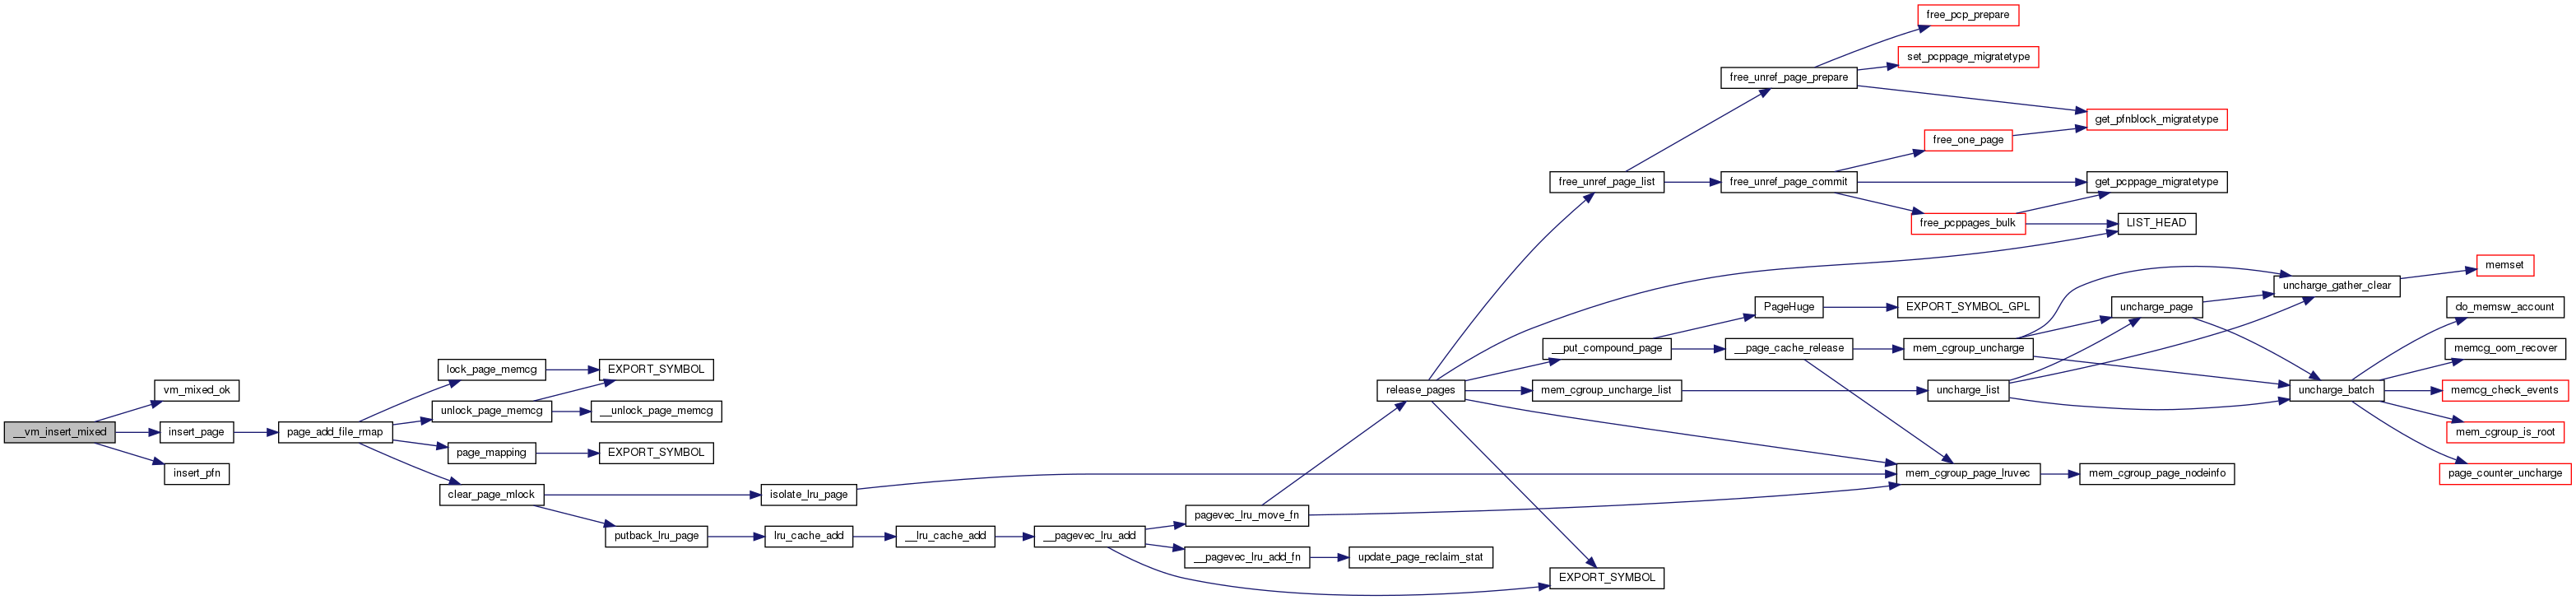 __vm_insert_mixed
vm_mixed_ok
insert_page
insert_pfn
page_add_file_rmap
lock_page_memcg
unlock_page_memcg
page_mapping
clear_page_mlock
EXPORT_SYMBOL
__unlock_page_memcg
EXPORT_SYMBOL
isolate_lru_page
putback_lru_page
lru_cache_add
__lru_cache_add
__pagevec_lru_add
pagevec_lru_move_fn
__pagevec_lru_add_fn
update_page_reclaim_stat
release_pages
free_unref_page_list
__put_compound_page
mem_cgroup_uncharge_list
EXPORT_SYMBOL
free_unref_page_prepare
free_unref_page_commit
PageHuge
__page_cache_release
free_pcp_prepare
set_pcppage_migratetype
free_one_page
free_pcppages_bulk
EXPORT_SYMBOL_GPL
mem_cgroup_uncharge
uncharge_list
mem_cgroup_page_lruvec
get_pfnblock_migratetype
get_pcppage_migratetype
LIST_HEAD
uncharge_page
mem_cgroup_page_nodeinfo
uncharge_gather_clear
uncharge_batch
memset
do_memsw_account
memcg_oom_recover
memcg_check_events
mem_cgroup_is_root
page_counter_uncharge